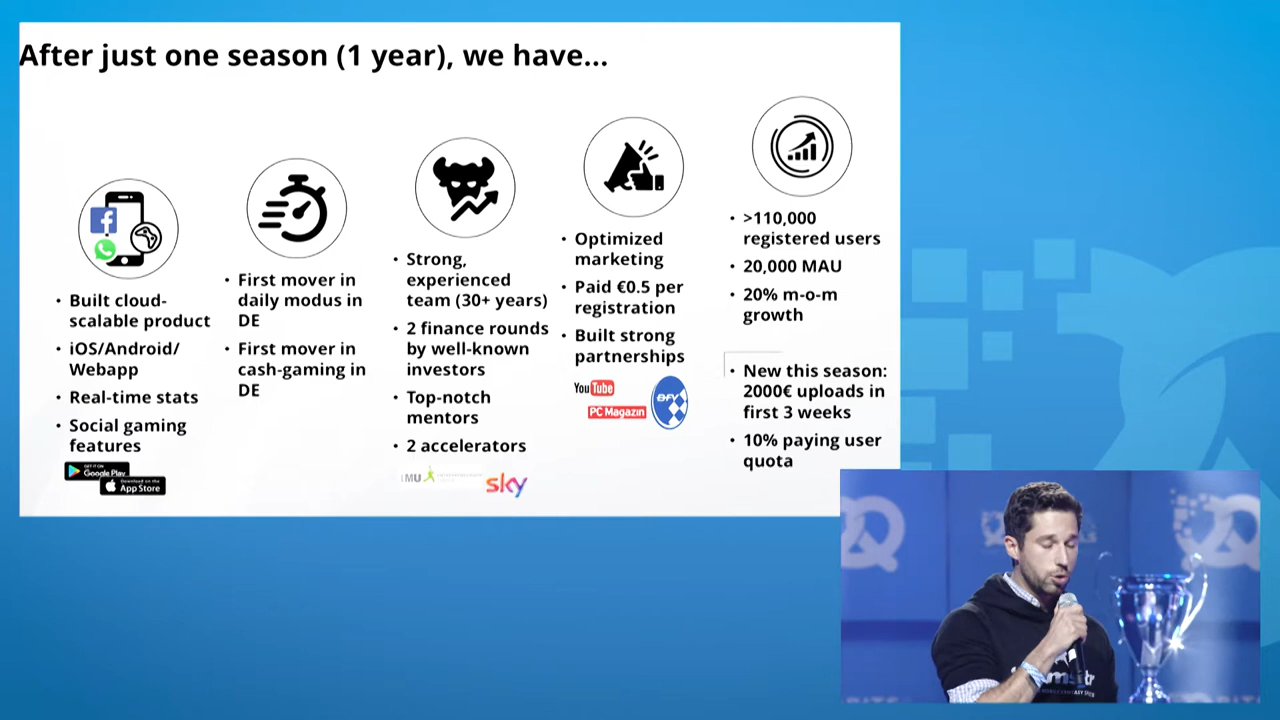 After just one season (1 year), we have...
• Built cloud-
scalable product
• iOS/Android/
Webapp
• Real-time stats
• Social gaming
features
GET IT ON
Google Play
Download on the
App Store
• First mover in
daily modus in
DE
• First mover in
cash-gaming in
DE
• Strong,
experienced
team (30+ years)
• 2 finance rounds
by well-known
investors
• Top-notch
mentors
• 2 accelerators
sky
• Optimized
marketing
• Paid €0.5 per
registration
• Built strong
partnerships
YouTube
PC Magazin
BFV
• >110,000
registered users
• 20,000 MAU
• 20% m-o-m
growth
• New this season:
2000€ uploads in
first 3 weeks
• 10% paying user
quota